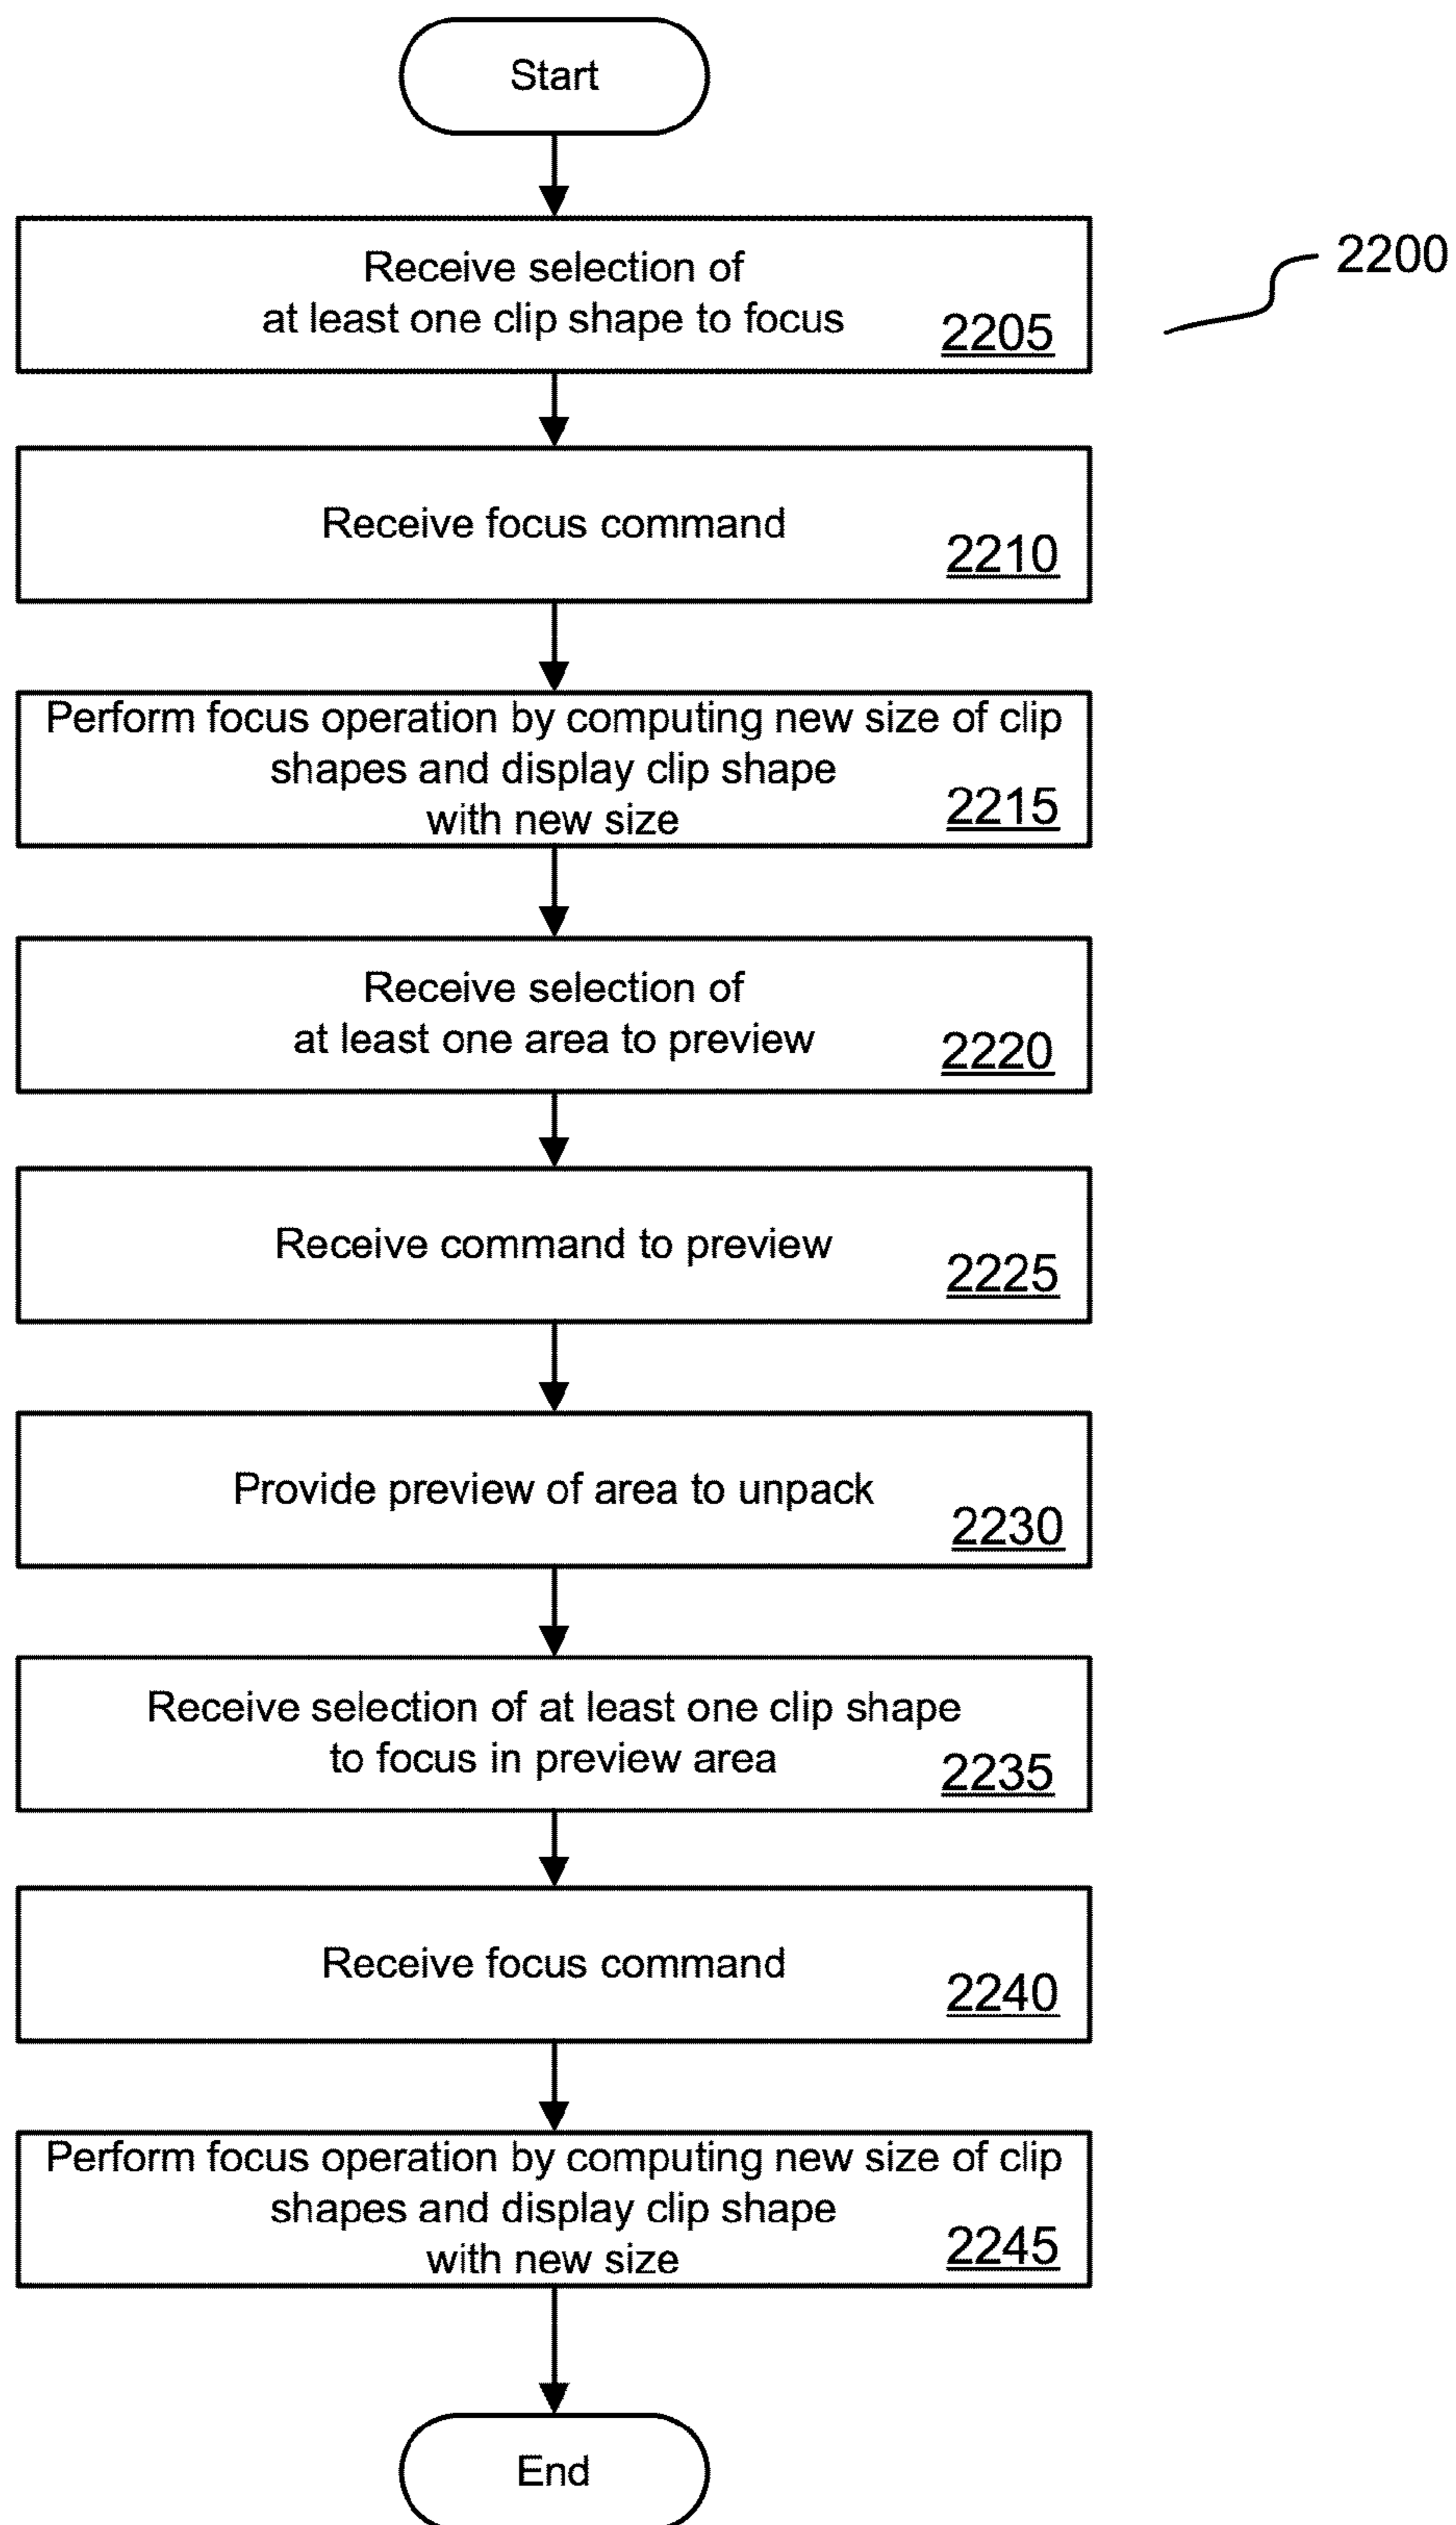 Start
Receive selection of
at least one clip shape to focus
2205
2200
Receive focus command
2210
Perform focus operation by computing new size of clip
shapes and display clip shape
with new size
2215
Receive selection of
at least one area to preview
2220
Receive command to preview
2225
Provide preview of area to unpack
2230
Receive selection of at least one clip shape
to focus in preview area
2235
Receive focus command
2240
Perform focus operation by computing new size of clip
shapes and display clip shape
with new size
2245
End